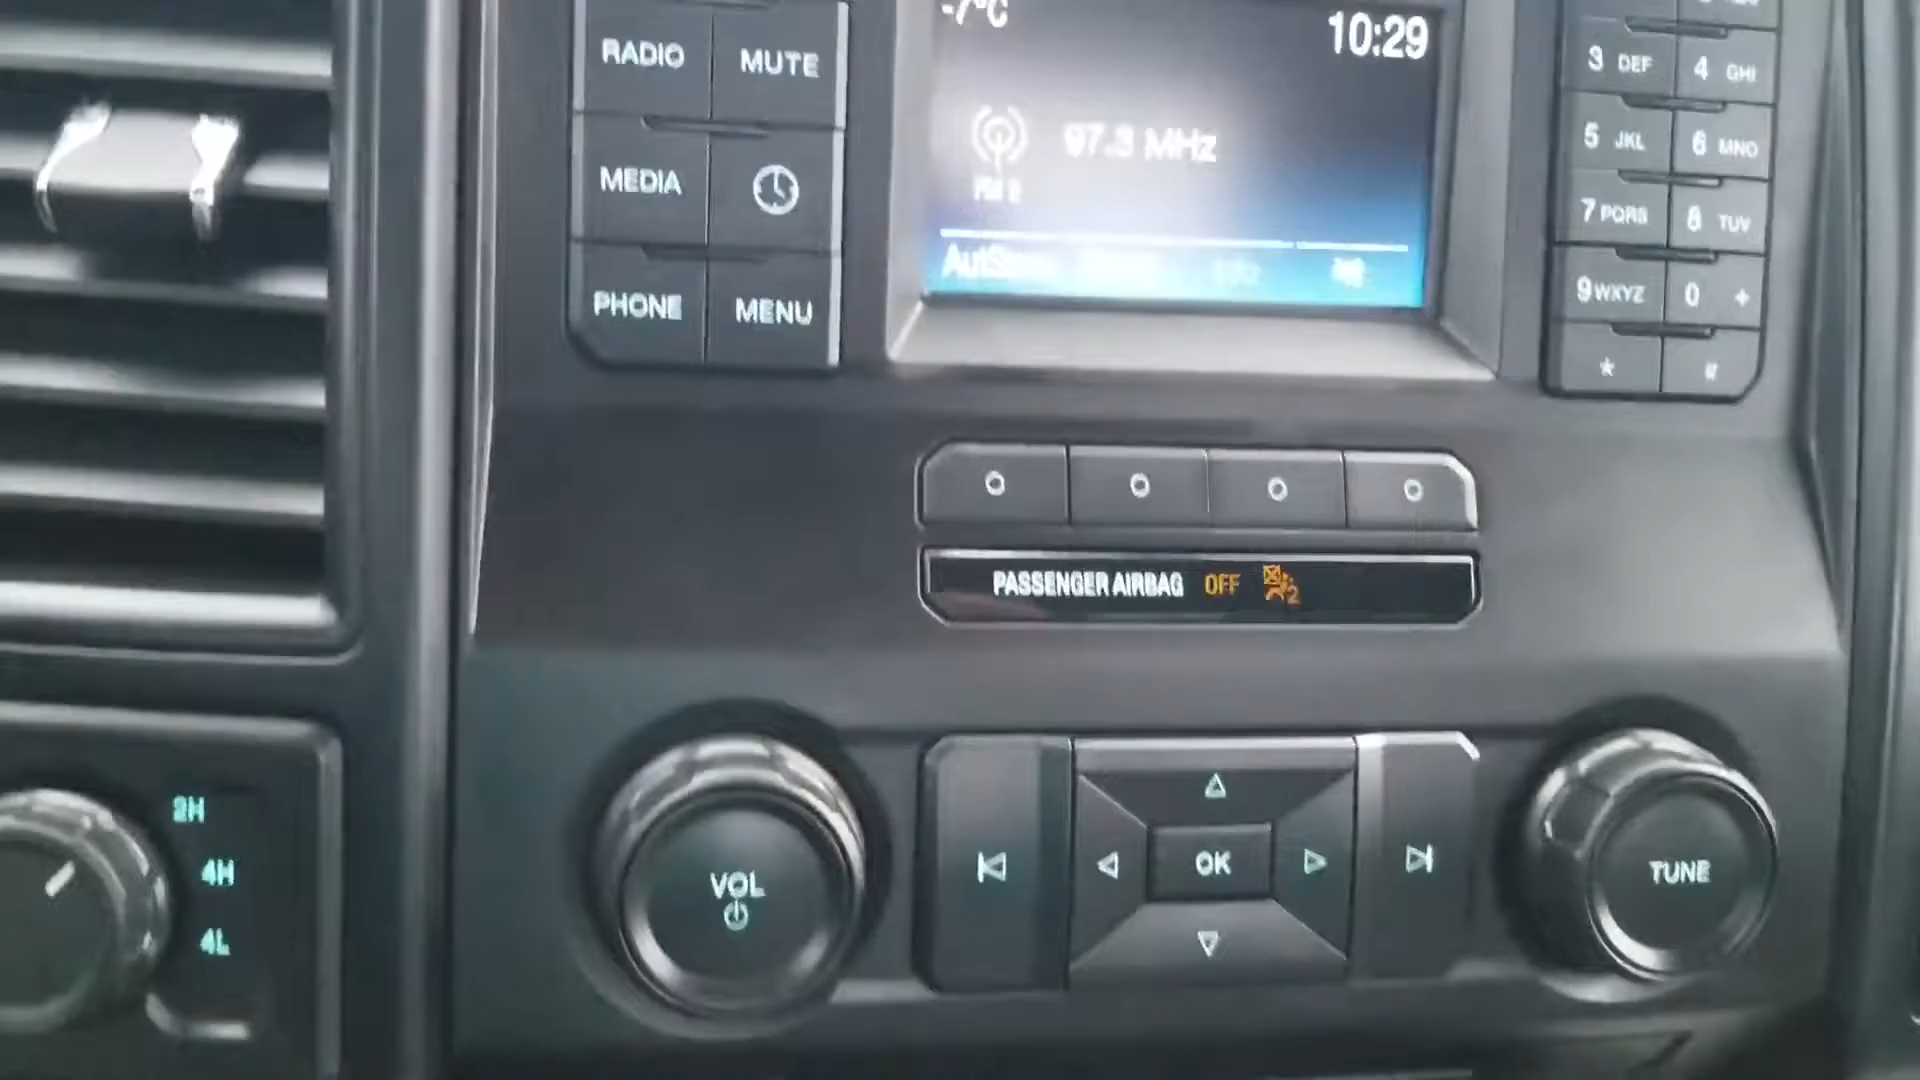 -7°C
10:29
RADIO MUTE
MEDIA
PHONE MENU
97.3 MHz
3 DEF 4 GHI
5 JKL 6 MNO
7 PQRS 8 TUV
9 WXYZ 0 +
* #
PASSENGER AIRBAG OFF 2
2H
4H
4L
VOL
OK
TUNE